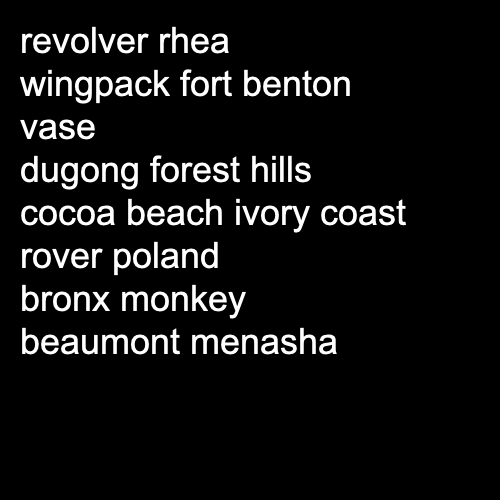 revolver rhea
wingpack fort benton
vase
dugong forest hills
cocoa beach ivory coast
rover poland
bronx monkey
beaumont menasha